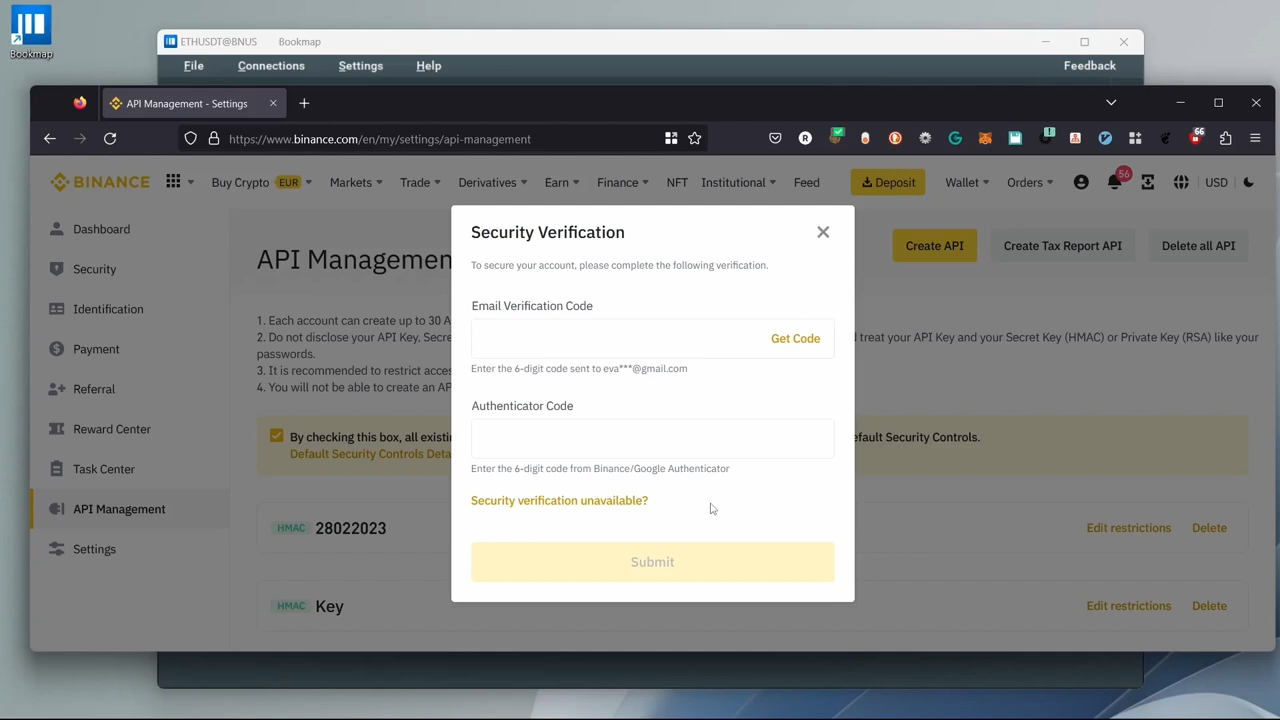 Bookmap
ETHUSDT@BNUS Bookmap
File Connections Settings Help Feedback
API Management - Settings
https://www.binance.com/en/my/settings/api-management
66
BINANCE Buy Crypto EUR Markets Trade Derivatives Earn Finance NFT Institutional Feed Deposit Wallet Orders 56 USD
Dashboard
Security
Identification
Payment
Referral
Reward Center
Task Center
API Management
Settings
API Managemen
Create API Create Tax Report API Delete all API
1. Each account can create up to 30 A
2. Do not disclose your API Key, Secre treat your API Key and your Secret Key (HMAC) or Private Key (RSA) like your
passwords.
3. It is recommended to restrict acces
4. You will not be able to create an AP
By checking this box, all existin efault Security Controls.
Default Security Controls Deta
HMAC 28022023 Edit restrictions Delete
HMAC Key Edit restrictions Delete
Security Verification
To secure your account, please complete the following verification.
Email Verification Code
Get Code
Enter the 6-digit code sent to eva***@gmail.com
Authenticator Code
Enter the 6-digit code from Binance/Google Authenticator
Security verification unavailable?
Submit